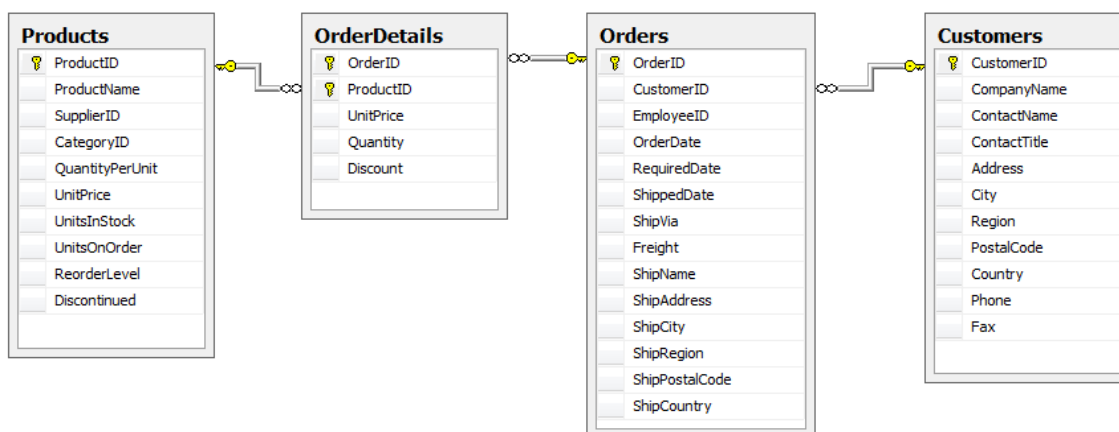 Products
ProductID
ProductName
SupplierID
CategoryID
QuantityPerUnit
UnitPrice
UnitsInStock
UnitsOnOrder
ReorderLevel
Discontinued
OrderDetails
OrderID
ProductID
UnitPrice
Quantity
Discount
Orders
OrderID
CustomerID
EmployeeID
OrderDate
RequiredDate
ShippedDate
ShipVia
Freight
ShipName
ShipAddress
ShipCity
ShipRegion
ShipPostalCode
ShipCountry
Customers
CustomerID
CompanyName
ContactName
ContactTitle
Address
City
Region
PostalCode
Country
Phone
Fax